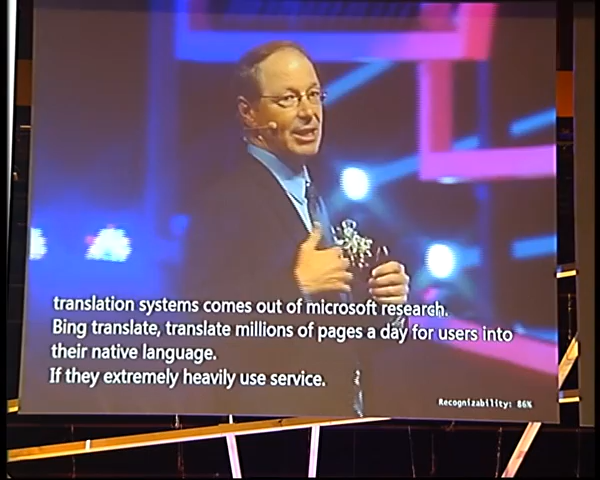 translation systems comes out of microsoft research.
Bing translate, translate millions of pages a day for users into
their native language.
If they extremely heavily use service.
Recognizability: 86%